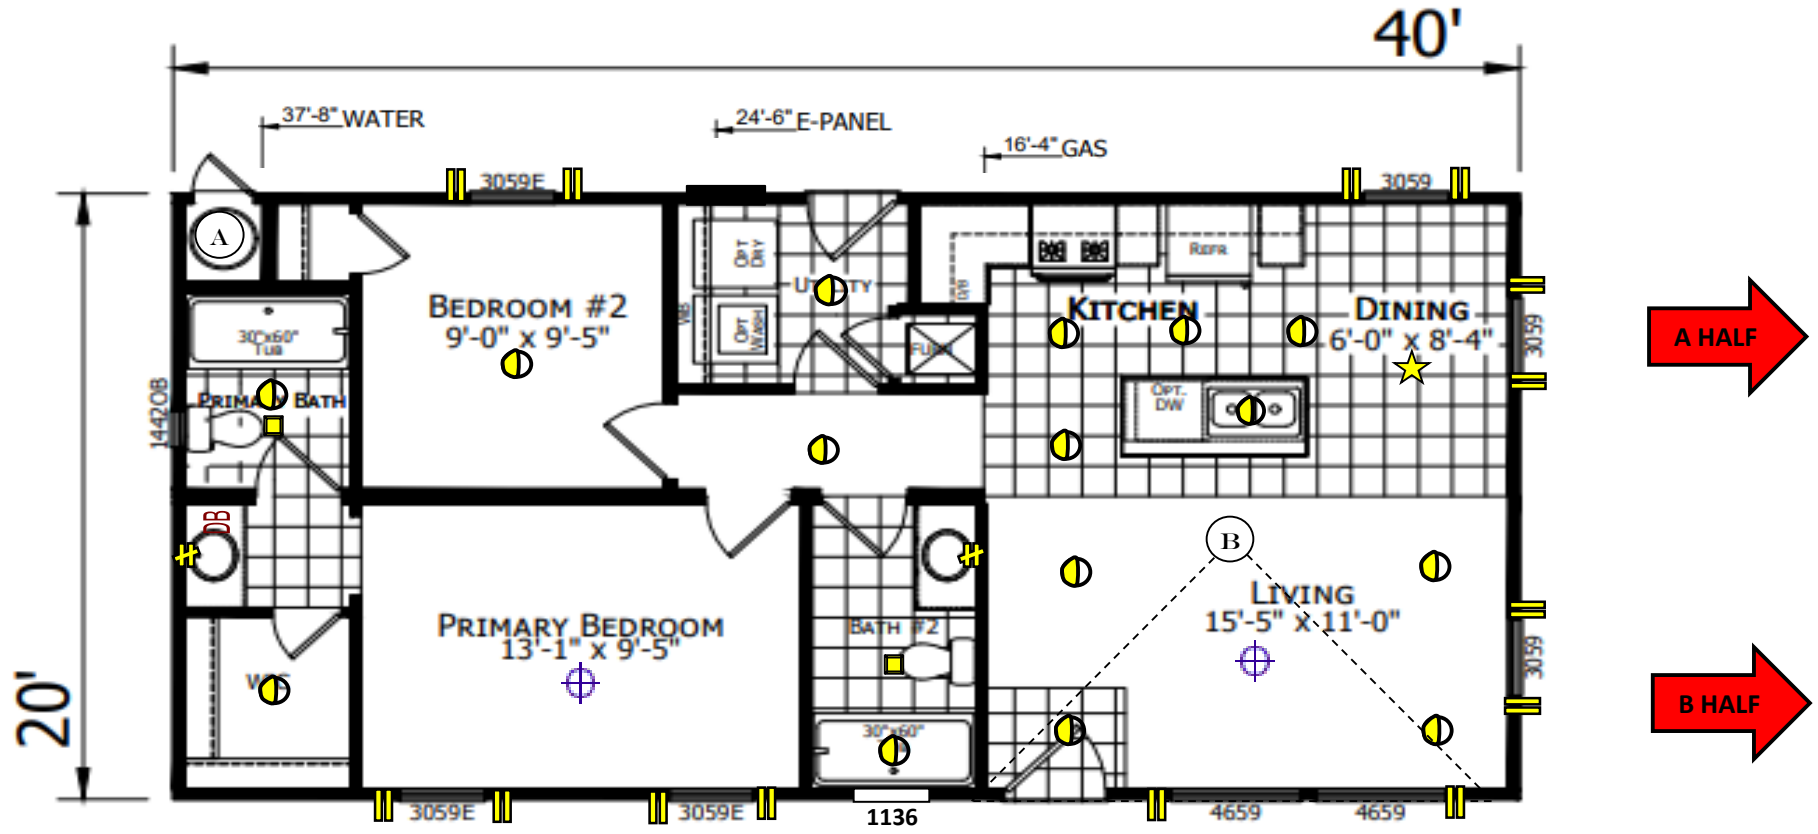 40'
37'-8" WATER
24'-6" E-PANEL
16'-4" GAS
3059E
3059
A
OPT
DRY
REFR
UTILITY
D/B
BEDROOM #2
9'-0" x 9'-5"
KITCHEN
DINING
6'-0" x 8'-4"
3059
A HALF
30"x60"
TUB
OPT
WASH
FURN
OPT.
DW
PRIMARY BATH
14420B
DB
B
LIVING
15'-5" x 11'-0"
PRIMARY BEDROOM
13'-1" x 9'-5"
BATH #2
3059
B HALF
20'
30"x60"
3059E
3059E
1136
4659
4659